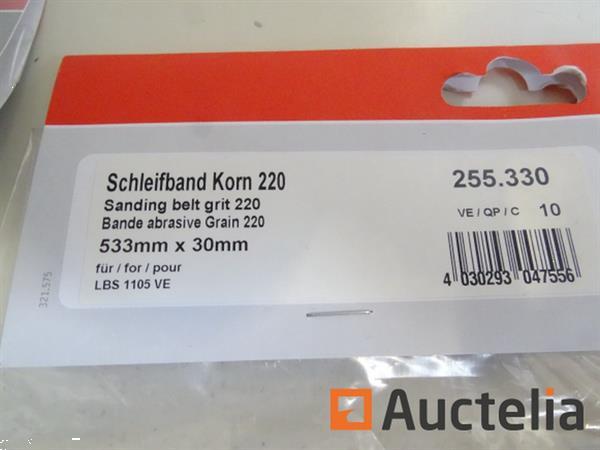 Schleifband Korn 220
Sanding belt grit 220
Bande abrasive Grain 220
533mm x 30mm
für / for / pour
LBS 1105 VE
255.330
VE / QP / C 10
4 030293 047556
321.575
Auctelia